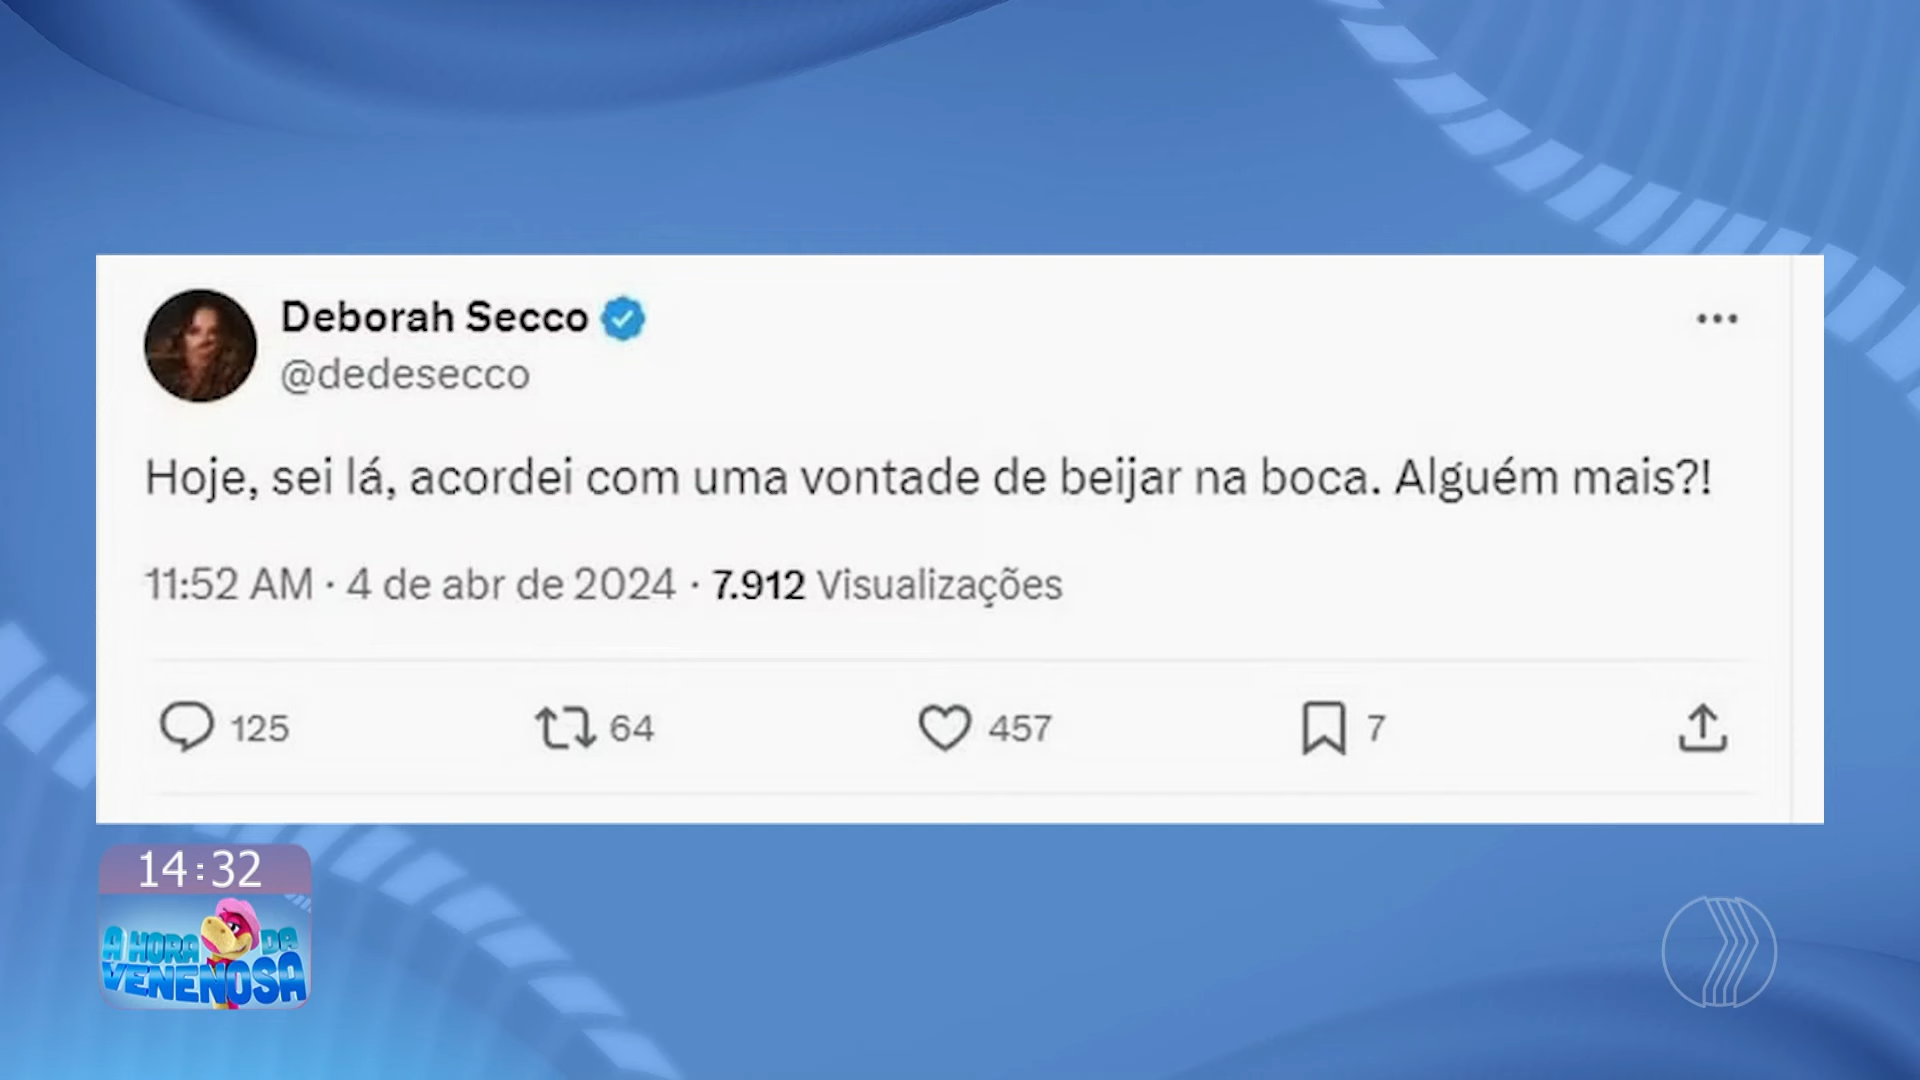 Deborah Secco
@dedesecco
Hoje, sei lá, acordei com uma vontade de beijar na boca. Alguém mais?!
11:52 AM · 4 de abr de 2024 · 7.912 Visualizações
125 64 457 7
14:32
A HORA DA
VENENOSA